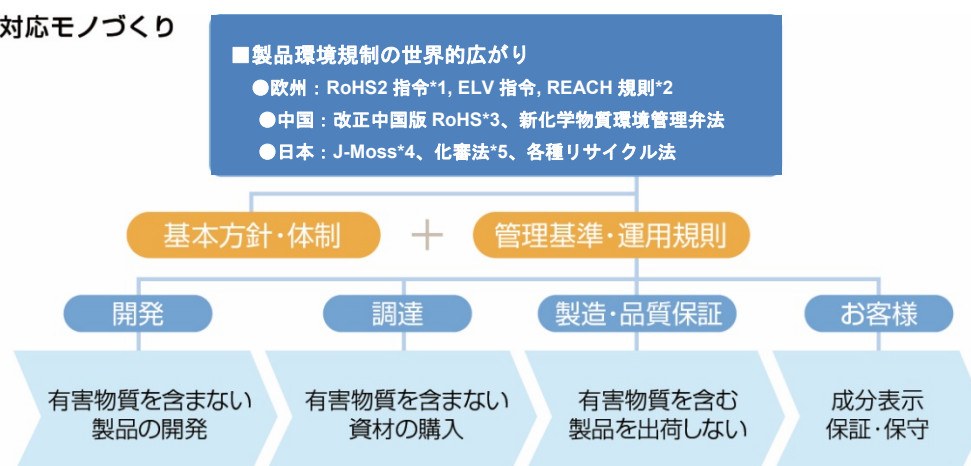 対応モノづくり
■製品環境規制の世界的広がり
●欧州：RoHS2 指令*1, ELV 指令, REACH 規則*2
●中国：改正中国版 RoHS*3、新化学物質環境管理弁法
●日本：J-Moss*4、化審法*5、各種リサイクル法
基本方針・体制 + 管理基準・運用規則
開発 調達 製造・品質保証 お客様
有害物質を含まない 有害物質を含まない 有害物質を含む 成分表示
製品の開発 資材の購入 製品を出荷しない 保証・保守